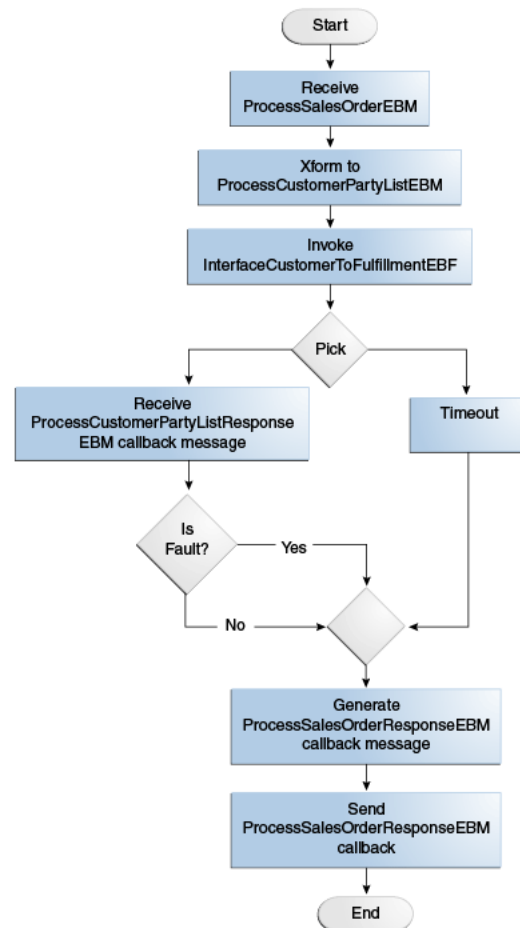 Start
Receive
ProcessSalesOrderEBM
Xform to
ProcessCustomerPartyListEBM
Invoke
InterfaceCustomerToFulfillmentEBF
Pick
Receive
ProcessCustomerPartyListResponse
EBM callback message
Timeout
Is
Fault?
Yes
No
Generate
ProcessSalesOrderResponseEBM
callback message
Send
ProcessSalesOrderResponseEBM
callback
End